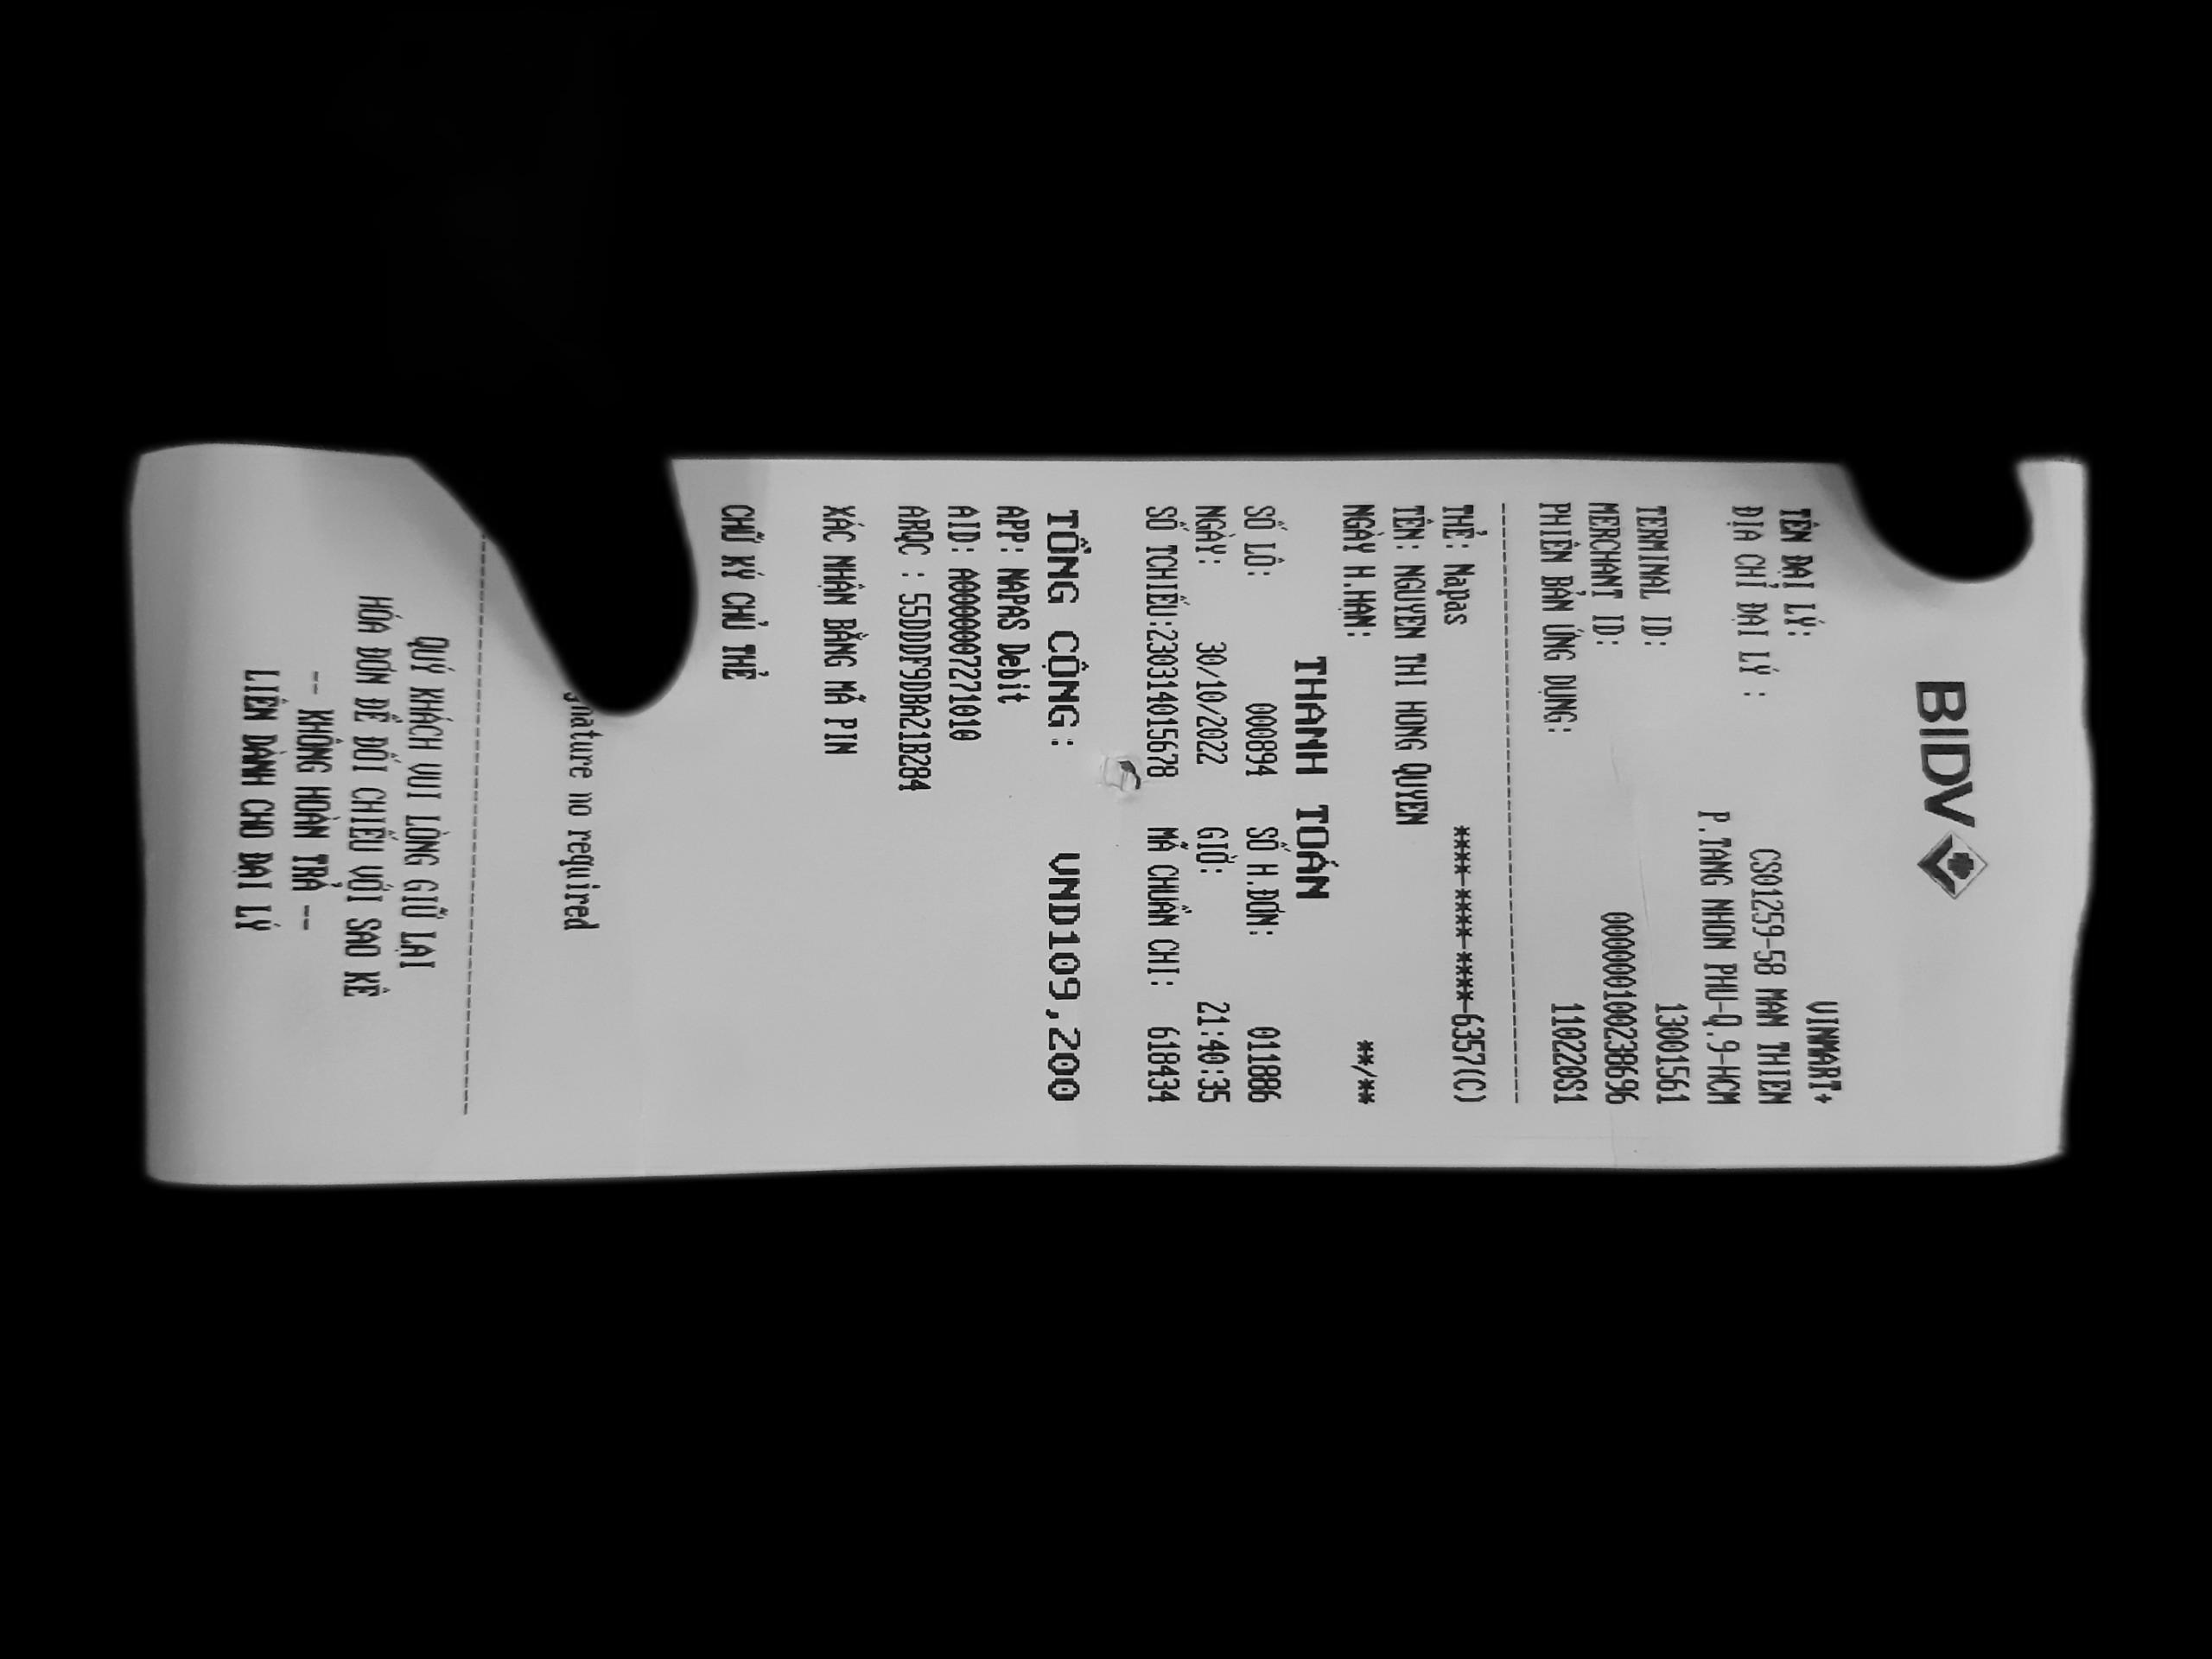 BIDV
TÊN ĐẠI LÝ: VINMART+
ĐỊA CHỈ ĐẠI LÝ : CS01259-58 MAN THIEN
P.TANG NHON PHU-Q.9-HCM
TERMINAL ID: 13001561
MERCHANT ID: 000000100238696
PHIÊN BẢN ỨNG DỤNG: 110220S1
THẺ: Napas ****-****-****-6357(C)
TÊN: NGUYEN THI HONG QUYEN
NGÀY H.HẠN: **/**
THANH TOÁN
SỐ LÔ: 000894 SỐ H.ĐƠN: 011886
NGÀY: 30/10/2022 GIỜ: 21:40:35
SỐ TCHIẾU:230314015678 MÃ CHUẨN CHI: 618434
TỔNG CỘNG: VND109,200
APP: NAPAS Debit
AID: A0000007271010
ARQC : 55DDDF9DBA21B284
XÁC NHẬN BẰNG MÃ PIN
CHỮ KÝ CHỦ THẺ
no required
QUÝ KHÁCH VUI LÒNG GIỮ LẠI
HÓA ĐƠN ĐỂ ĐỐI CHIẾU VỚI SAO KÊ
-- KHÔNG HOÀN TRẢ --
LIÊN DÀNH CHO ĐẠI LÝ